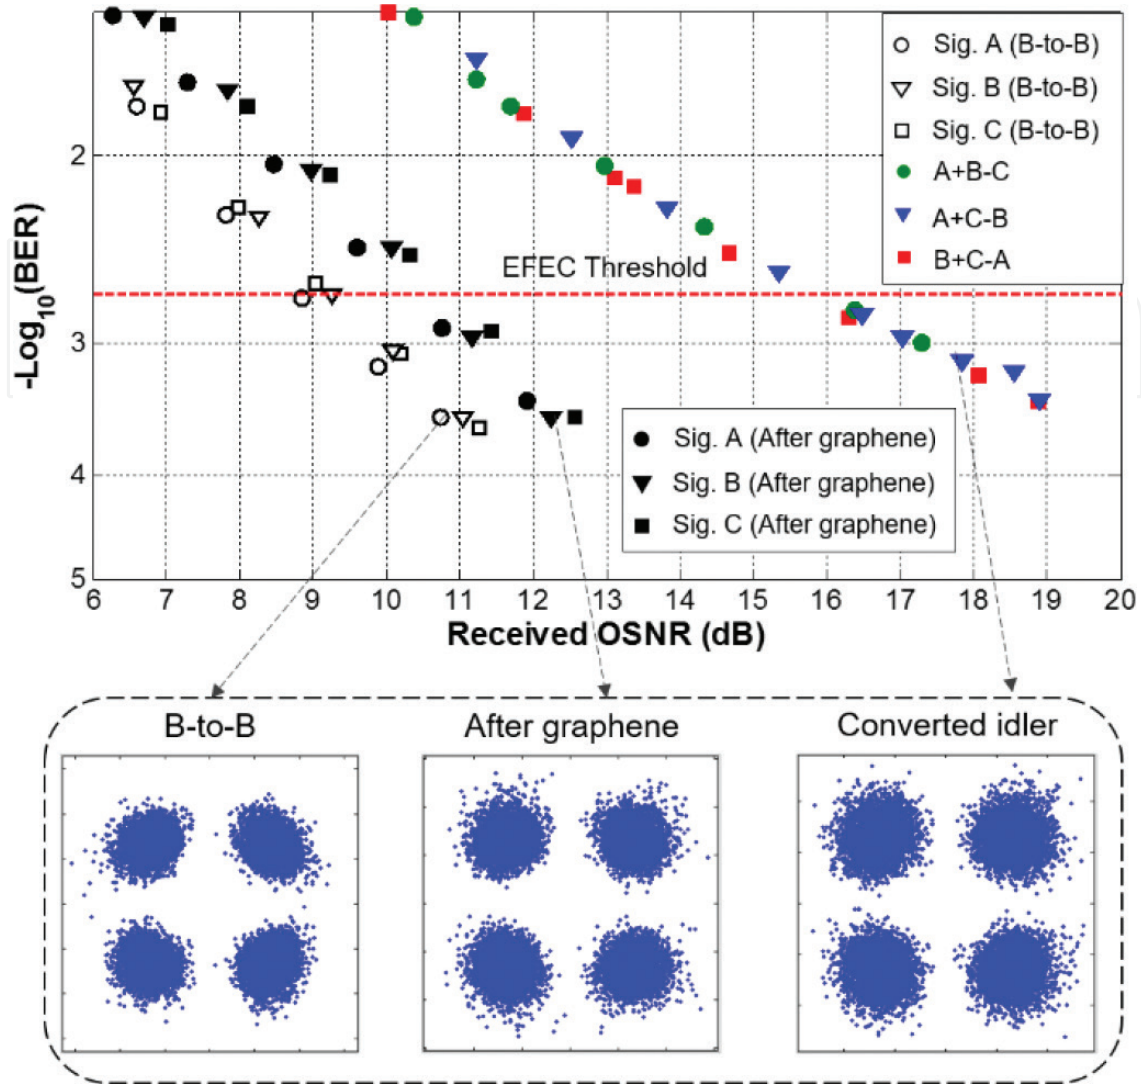 Sig. A (B-to-B)
Sig. B (B-to-B)
Sig. C (B-to-B)
A+B-C
A+C-B
B+C-A
2
3
4
5
-Log10(BER)
EFEC Threshold
Sig. A (After graphene)
Sig. B (After graphene)
Sig. C (After graphene)
6 7 8 9 10 11 12 13 14 15 16 17 18 19 20
Received OSNR (dB)
B-to-B
After graphene
Converted idler